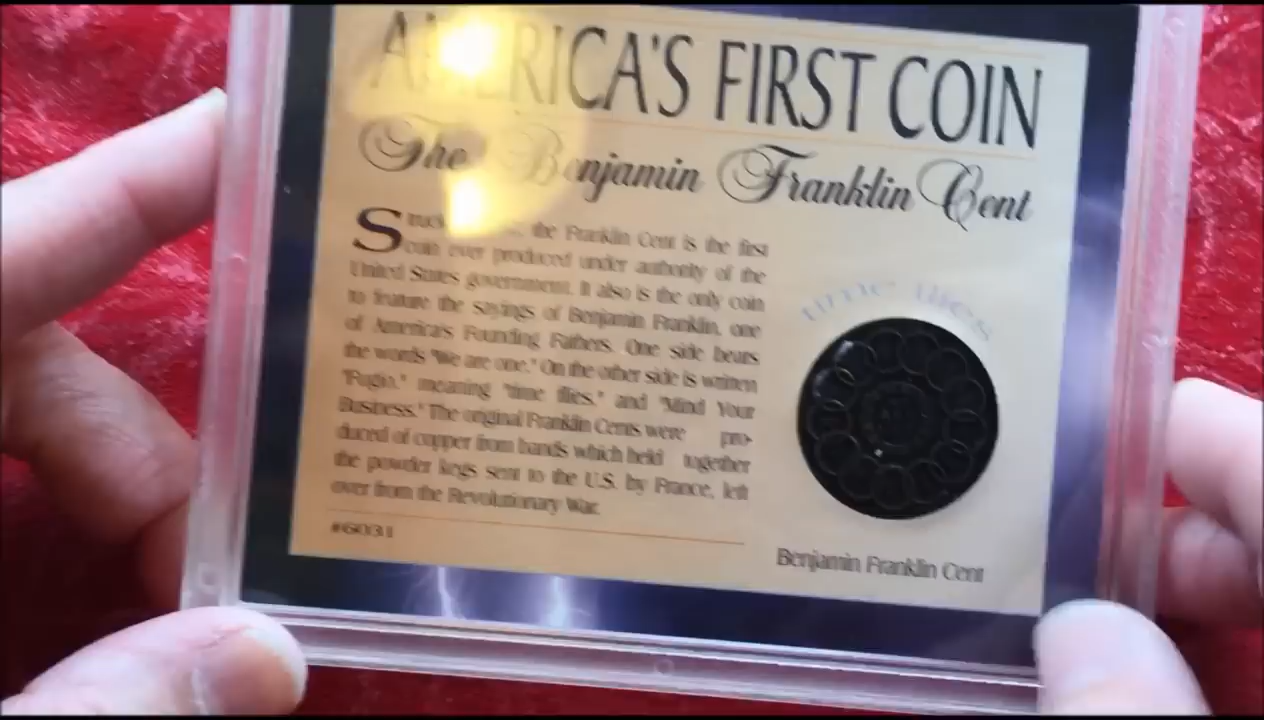 AMERICA'S FIRST COIN
The Benjamin Franklin Cent
Struck the Franklin Cent is the first
coin ever produced under authority of the
United States government. It also is the only coin
to feature the sayings of Benjamin Franklin, one
of America's Founding Fathers. One side bears
the words "We are one." On the other side is written
"Fugio," meaning "time flies," and "Mind Your
Business." The original Franklin Cents were pro-
duced of copper from bands which held together
the powder kegs sent to the U.S. by France, left
over from the Revolutionary War.
#6031
time flies
Benjamin Franklin Cent